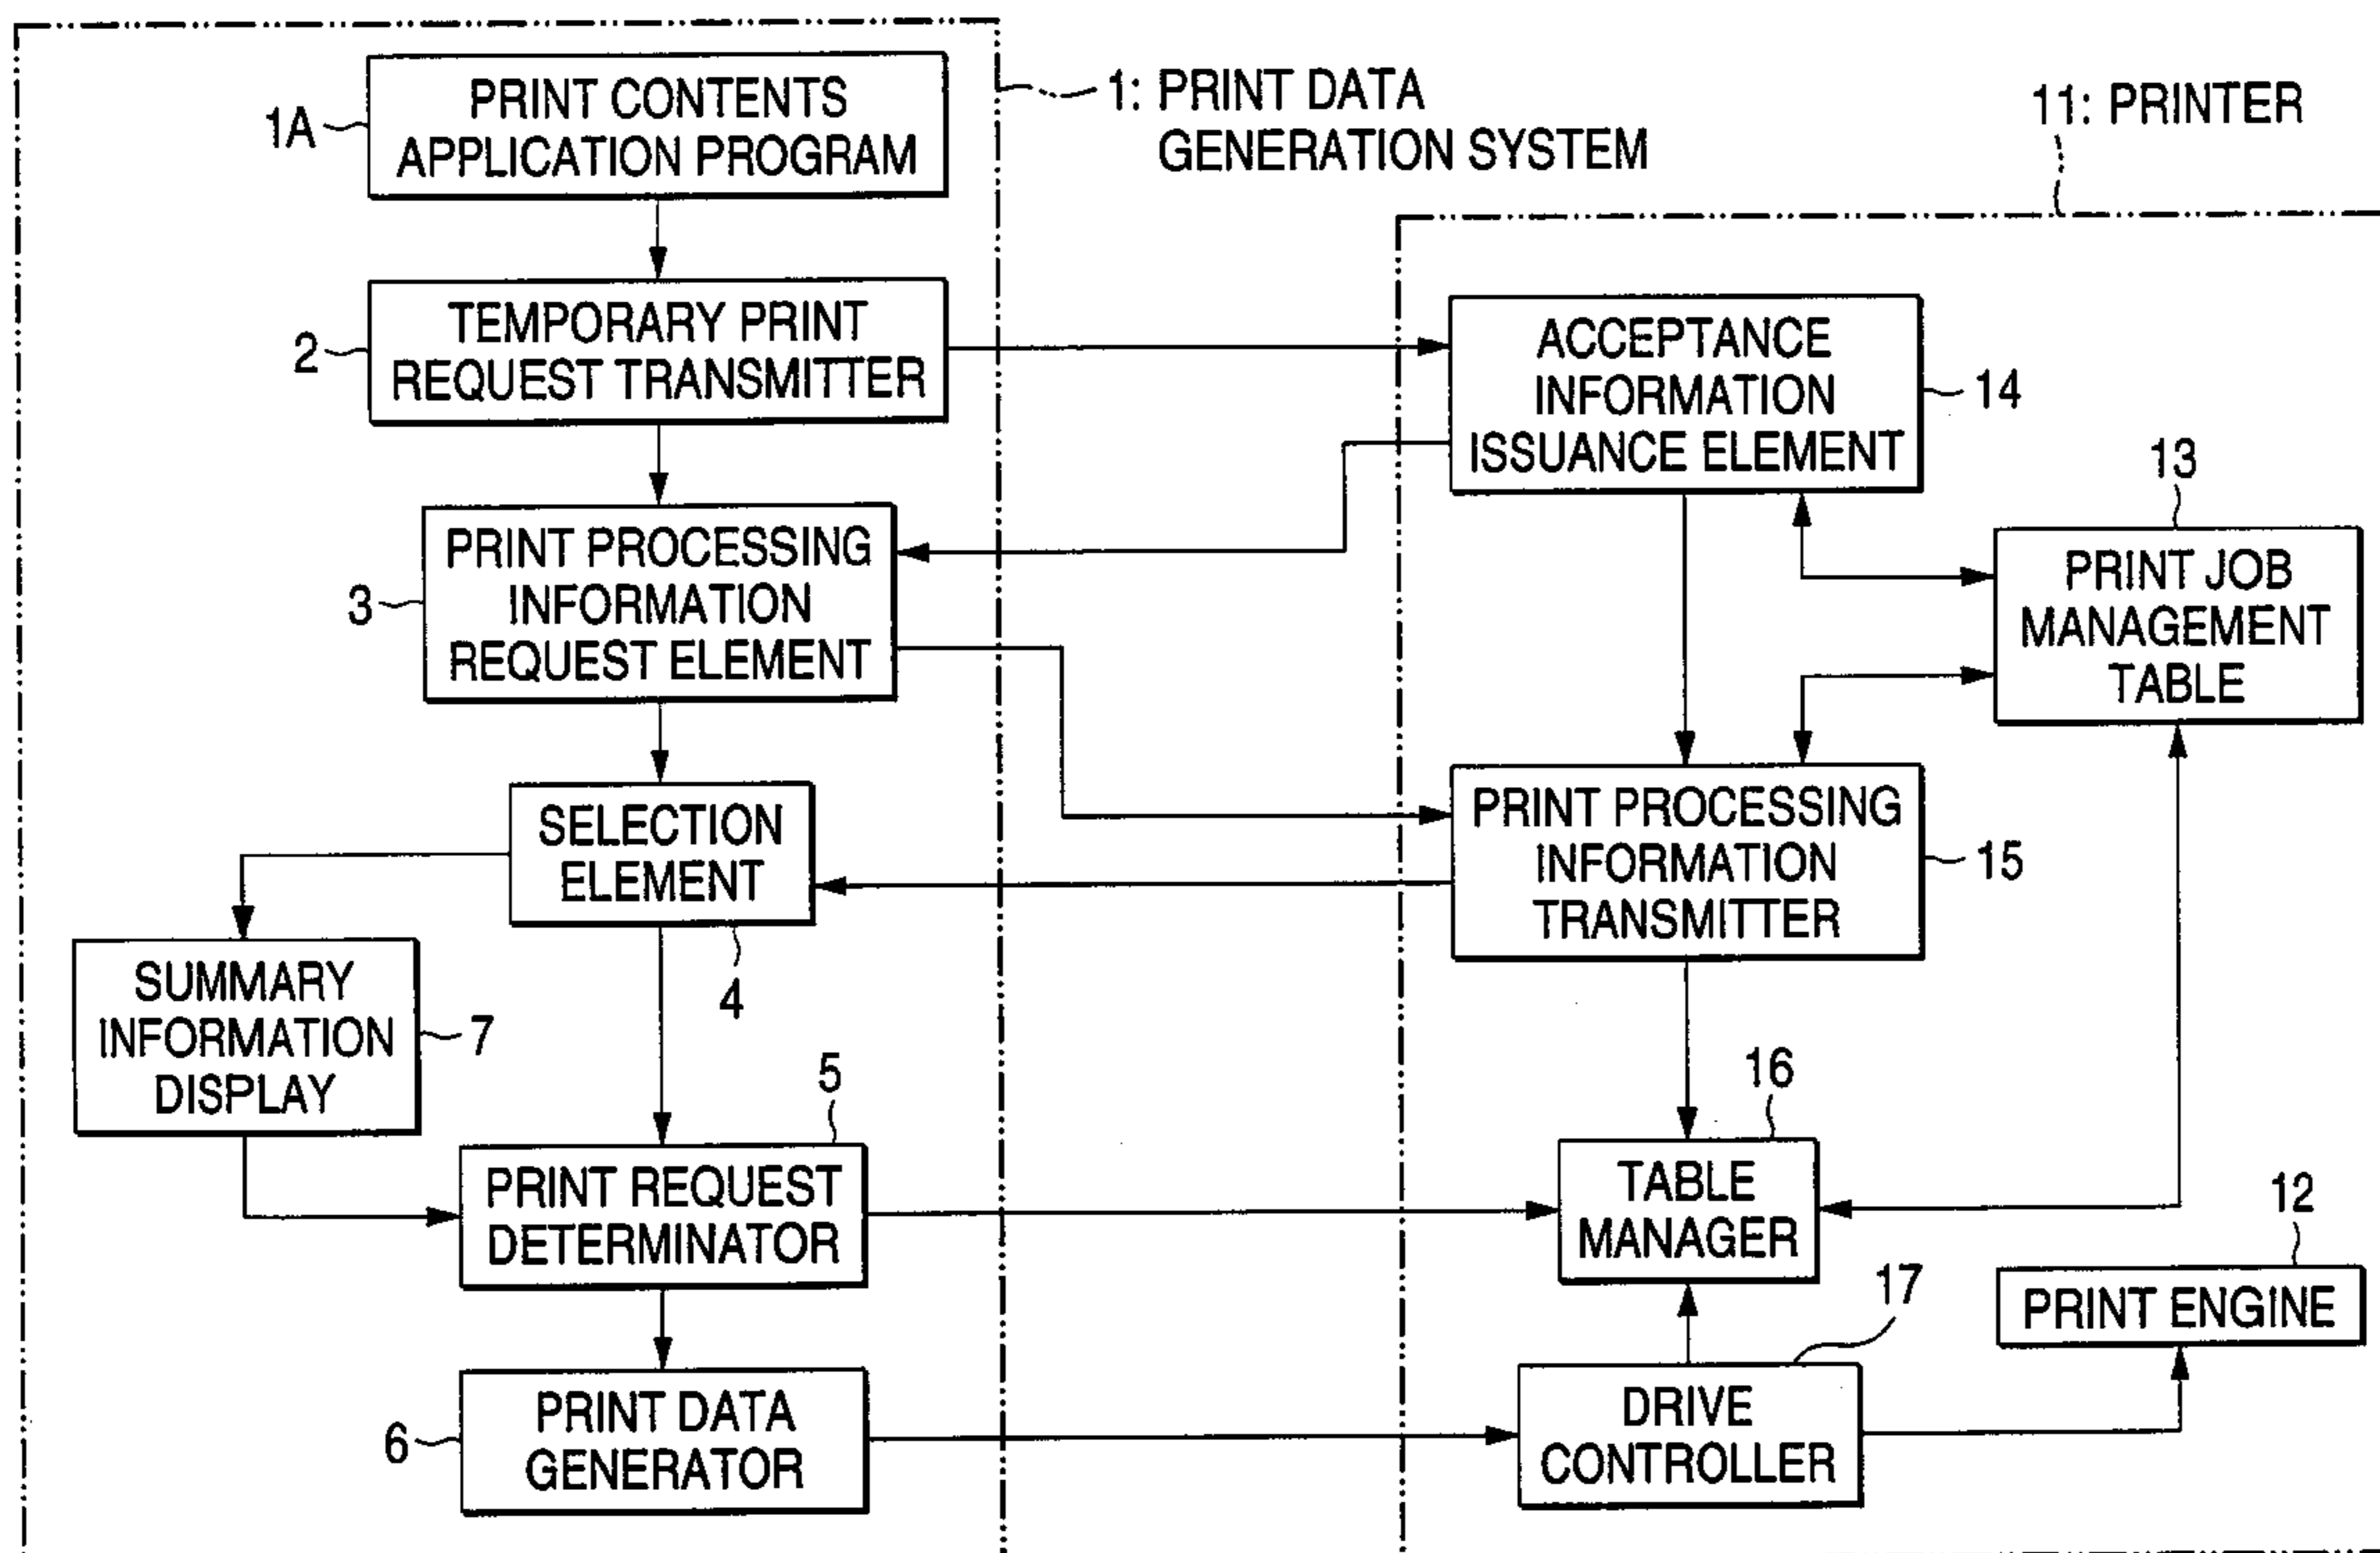 1A
PRINT CONTENTS
APPLICATION PROGRAM
1: PRINT DATA
GENERATION SYSTEM
11: PRINTER
2
TEMPORARY PRINT
REQUEST TRANSMITTER
ACCEPTANCE
INFORMATION
ISSUANCE ELEMENT
14
3
PRINT PROCESSING
INFORMATION
REQUEST ELEMENT
13
PRINT JOB
MANAGEMENT
TABLE
SELECTION
ELEMENT
4
PRINT PROCESSING
INFORMATION
TRANSMITTER
15
SUMMARY
INFORMATION
DISPLAY
7
5
PRINT REQUEST
DETERMINATOR
16
TABLE
MANAGER
12
PRINT ENGINE
6
PRINT DATA
GENERATOR
17
DRIVE
CONTROLLER